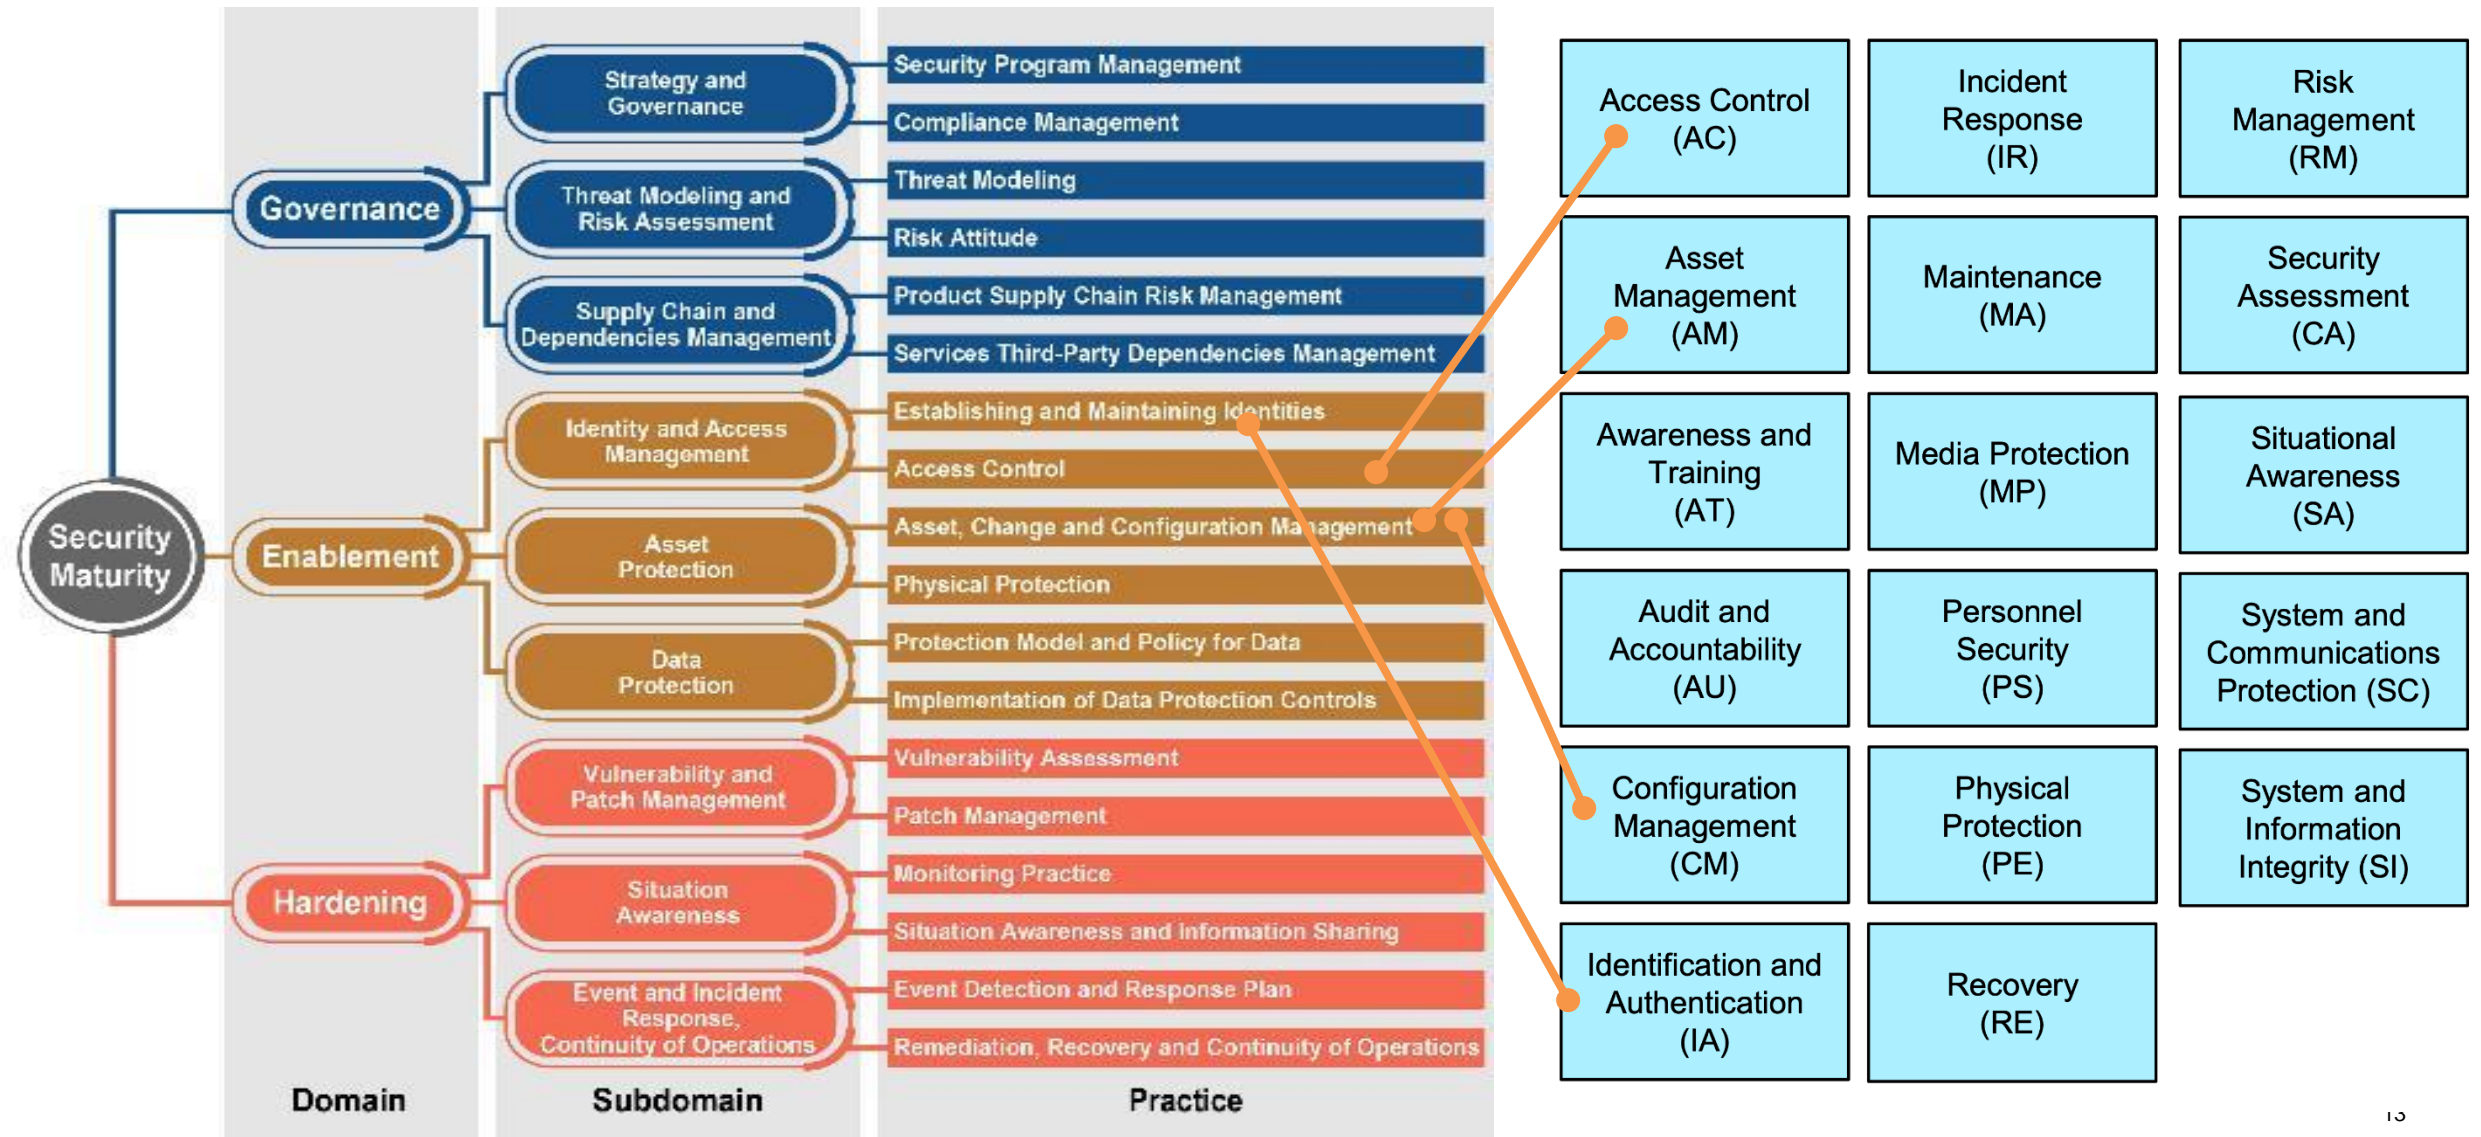 Security
Maturity
Governance
Enablement
Hardening
Domain
Strategy and
Governance
Threat Modeling and
Risk Assessment
Supply Chain and
Dependencies Management
Identity and Access
Management
Asset
Protection
Data
Protection
Vulnerability and
Patch Management
Situation
Awareness
Event and Incident
Response,
Continuity of Operations
Subdomain
Security Program Management
Compliance Management
Threat Modeling
Risk Attitude
Product Supply Chain Risk Management
Services Third-Party Dependencies Management
Establishing and Maintaining Identities
Access Control
Asset, Change and Configuration Management
Physical Protection
Protection Model and Policy for Data
Implementation of Data Protection Controls
Vulnerability Assessment
Patch Management
Monitoring Practice
Situation Awareness and Information Sharing
Event Detection and Response Plan
Remediation, Recovery and Continuity of Operations
Practice
Access Control
(AC)
Asset
Management
(AM)
Awareness and
Training
(AT)
Audit and
Accountability
(AU)
Configuration
Management
(CM)
Identification and
Authentication
(IA)
Incident
Response
(IR)
Maintenance
(MA)
Media Protection
(MP)
Personnel
Security
(PS)
Physical
Protection
(PE)
Recovery
(RE)
Risk
Management
(RM)
Security
Assessment
(CA)
Situational
Awareness
(SA)
System and
Communications
Protection (SC)
System and
Information
Integrity (SI)
13